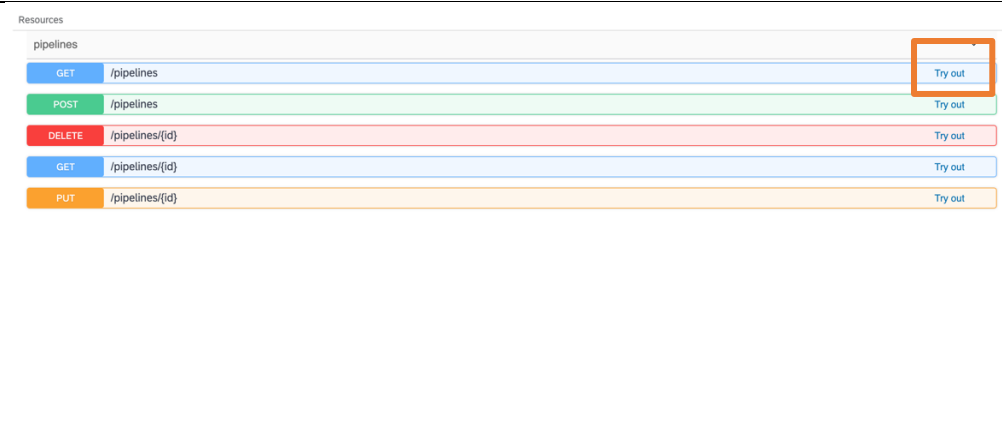 Resources
pipelines
GET /pipelines Try out
POST /pipelines Try out
DELETE /pipelines/{id} Try out
GET /pipelines/{id} Try out
PUT /pipelines/{id} Try out